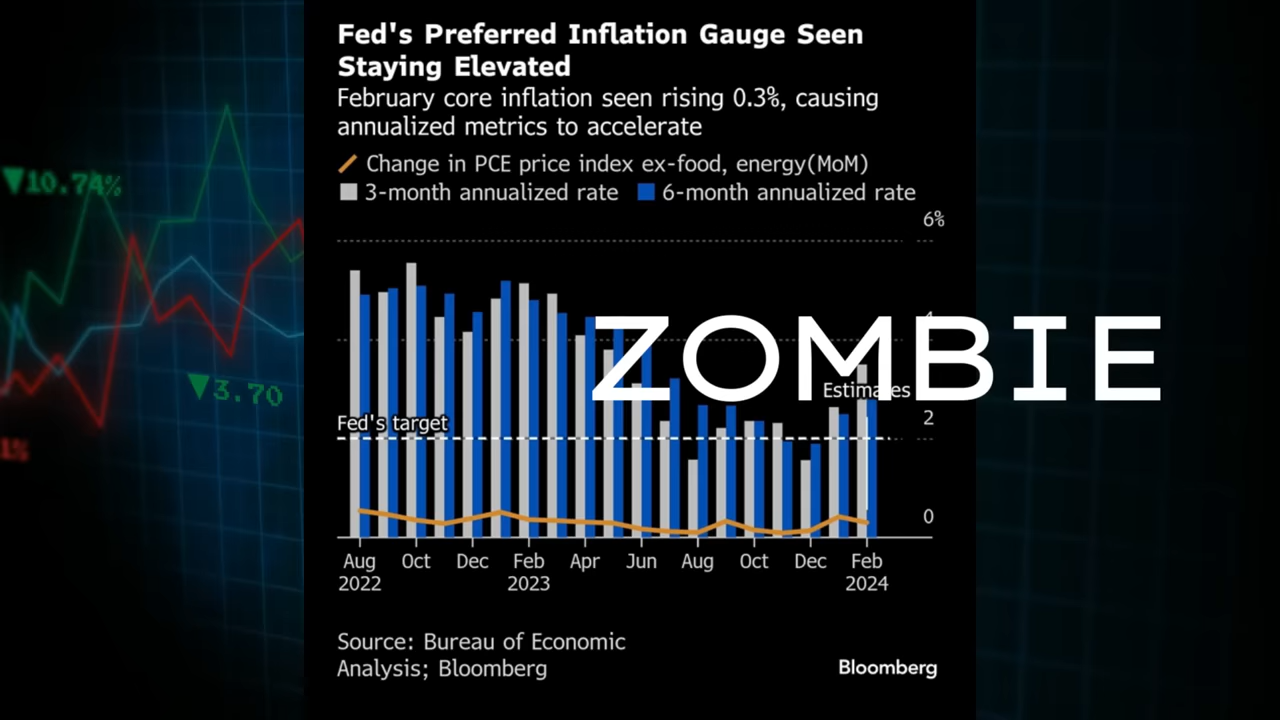 Fed's Preferred Inflation Gauge Seen
Staying Elevated
February core inflation seen rising 0.3%, causing
annualized metrics to accelerate
Change in PCE price index ex-food, energy(MoM)
3-month annualized rate 6-month annualized rate
6%
▼10.74%
4
ZOMBIE
▼3.70
Estimates
Fed's target
2
1%
0
Aug Oct Dec Feb Apr Jun Aug Oct Dec Feb
2022 2023 2024
Source: Bureau of Economic
Analysis; Bloomberg
Bloomberg